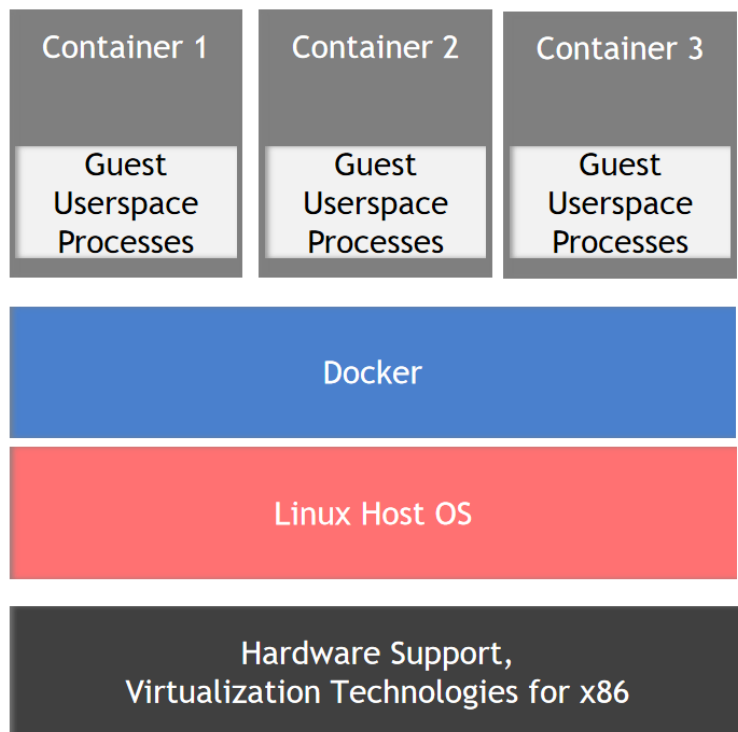 Container 1
Container 2
Container 3
Guest
Userspace
Processes
Guest
Userspace
Processes
Guest
Userspace
Processes
Docker
Linux Host OS
Hardware Support,
Virtualization Technologies for x86